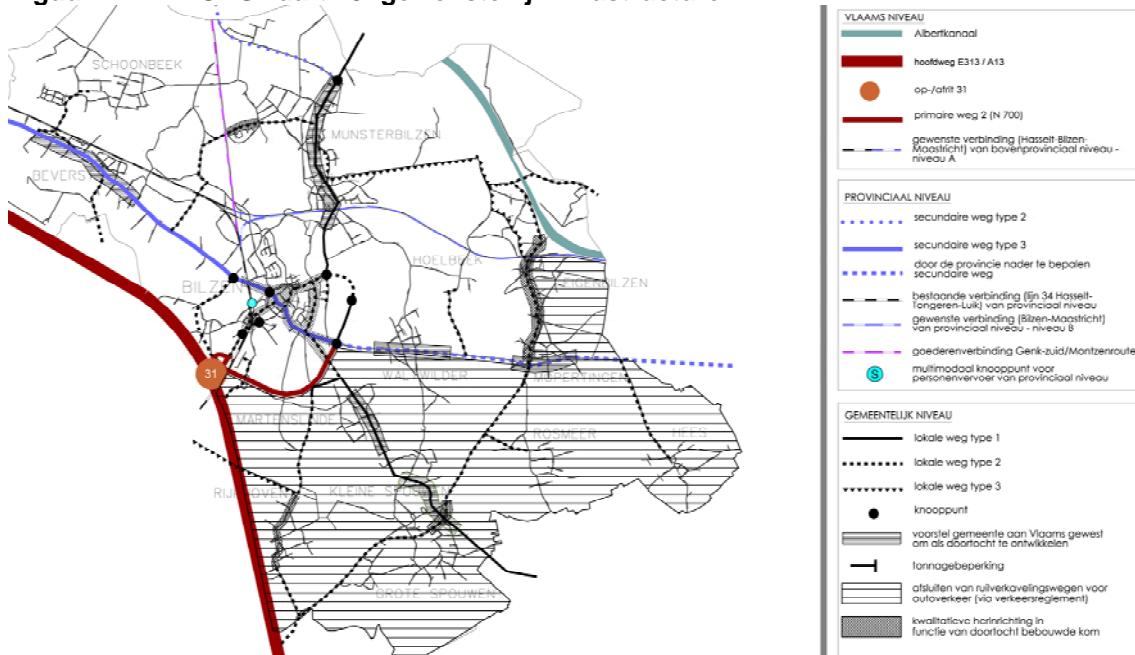 SCHOONBEEK
MUNSTERBILZEN
BEVERST
HOELBEEK
BILZEN
EIGENBILZEN
31
WALTWILDER
MOPERTINGEN
MARTENSLINDE
ROSMEER
HEES
RIJKHOVEN
KLEINE SPOUWEN
GROTE SPOUWEN
VLAAMS NIVEAU
Albertkanaal
hoofdweg E313 / A13
op-/afrit 31
primaire weg 2 (N 700)
gewenste verbinding (Hasselt-Bilzen-
Maastricht) van bovenprovinciaal niveau -
niveau A
PROVINCIAAL NIVEAU
secundaire weg type 2
secundaire weg type 3
door de provincie nader te bepalen
secundaire weg
bestaande verbinding (lijn 34 Hasselt-
Tongeren-Luik) van provinciaal niveau
gewenste verbinding (Bilzen-Maastricht)
van provinciaal niveau - niveau B
goederenverbinding Genk-zuid/Montzenroute
S
multimodaal knooppunt voor
personenvervoer van provinciaal niveau
GEMEENTELIJK NIVEAU
lokale weg type 1
lokale weg type 2
lokale weg type 3
knooppunt
voorstel gemeente aan Vlaams gewest
om als doortocht te ontwikkelen
tonnagebeperking
afsluiten van ruilverkavelingswegen voor
autoverkeer (via verkeersreglement)
kwalitatieve herinrichting in
functie van doortocht bebouwde kom